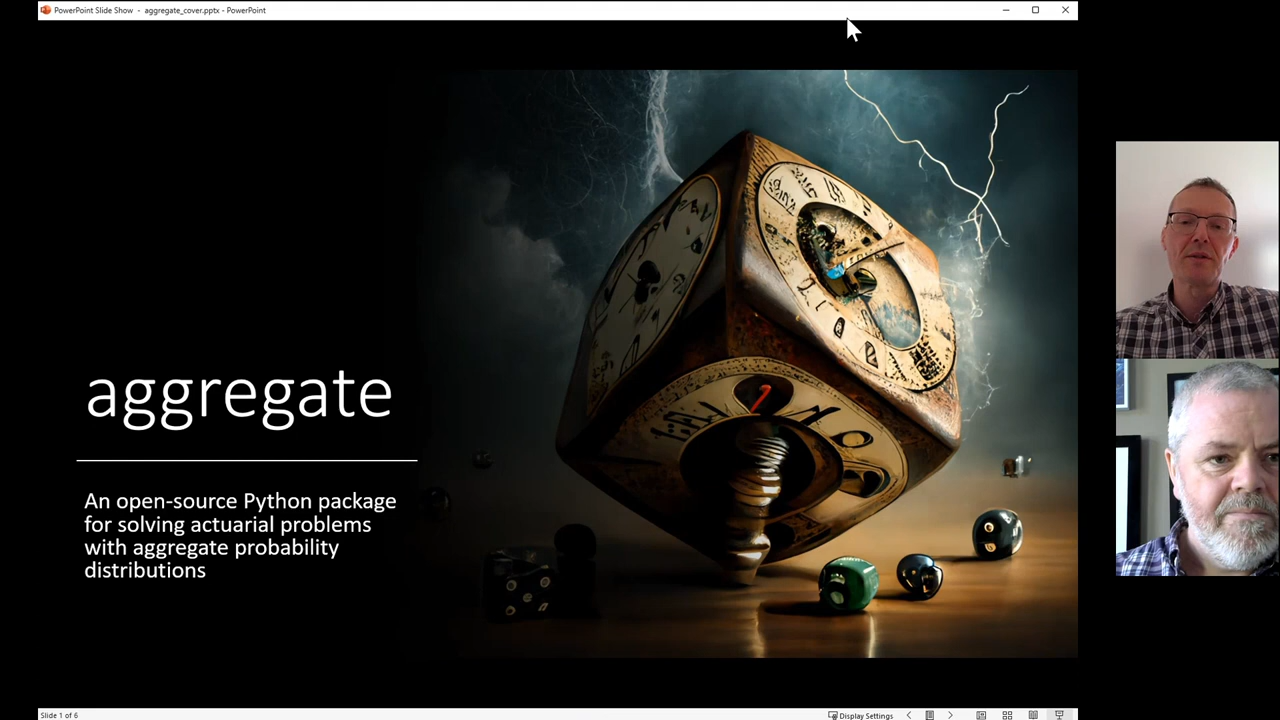 PowerPoint Slide Show - aggregate_cover.pptx - PowerPoint
aggregate
An open-source Python package
for solving actuarial problems
with aggregate probability
distributions
Slide 1 of 6
Display Settings